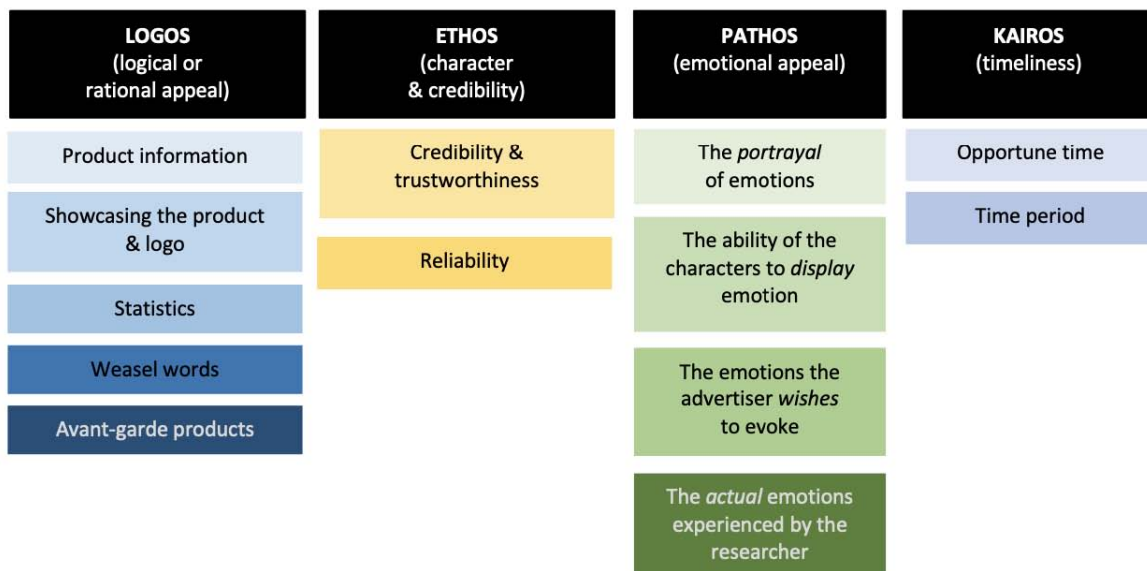 LOGOS
(logical or
rational appeal)
Product information
Showcasing the product
& logo
Statistics
Weasel words
Avant-garde products
ETHOS
(character
& credibility)
Credibility &
trustworthiness
Reliability
PATHOS
(emotional appeal)
The portrayal
of emotions
The ability of the
characters to display
emotion
The emotions the
advertiser wishes
to evoke
The actual emotions
experienced by the
researcher
KAIROS
(timeliness)
Opportune time
Time period